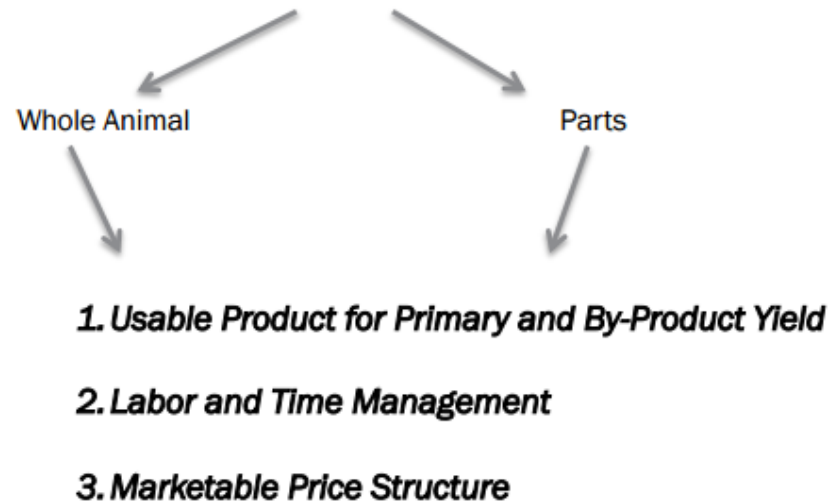 Whole Animal
Parts
1. Usable Product for Primary and By-Product Yield
2. Labor and Time Management
3. Marketable Price Structure